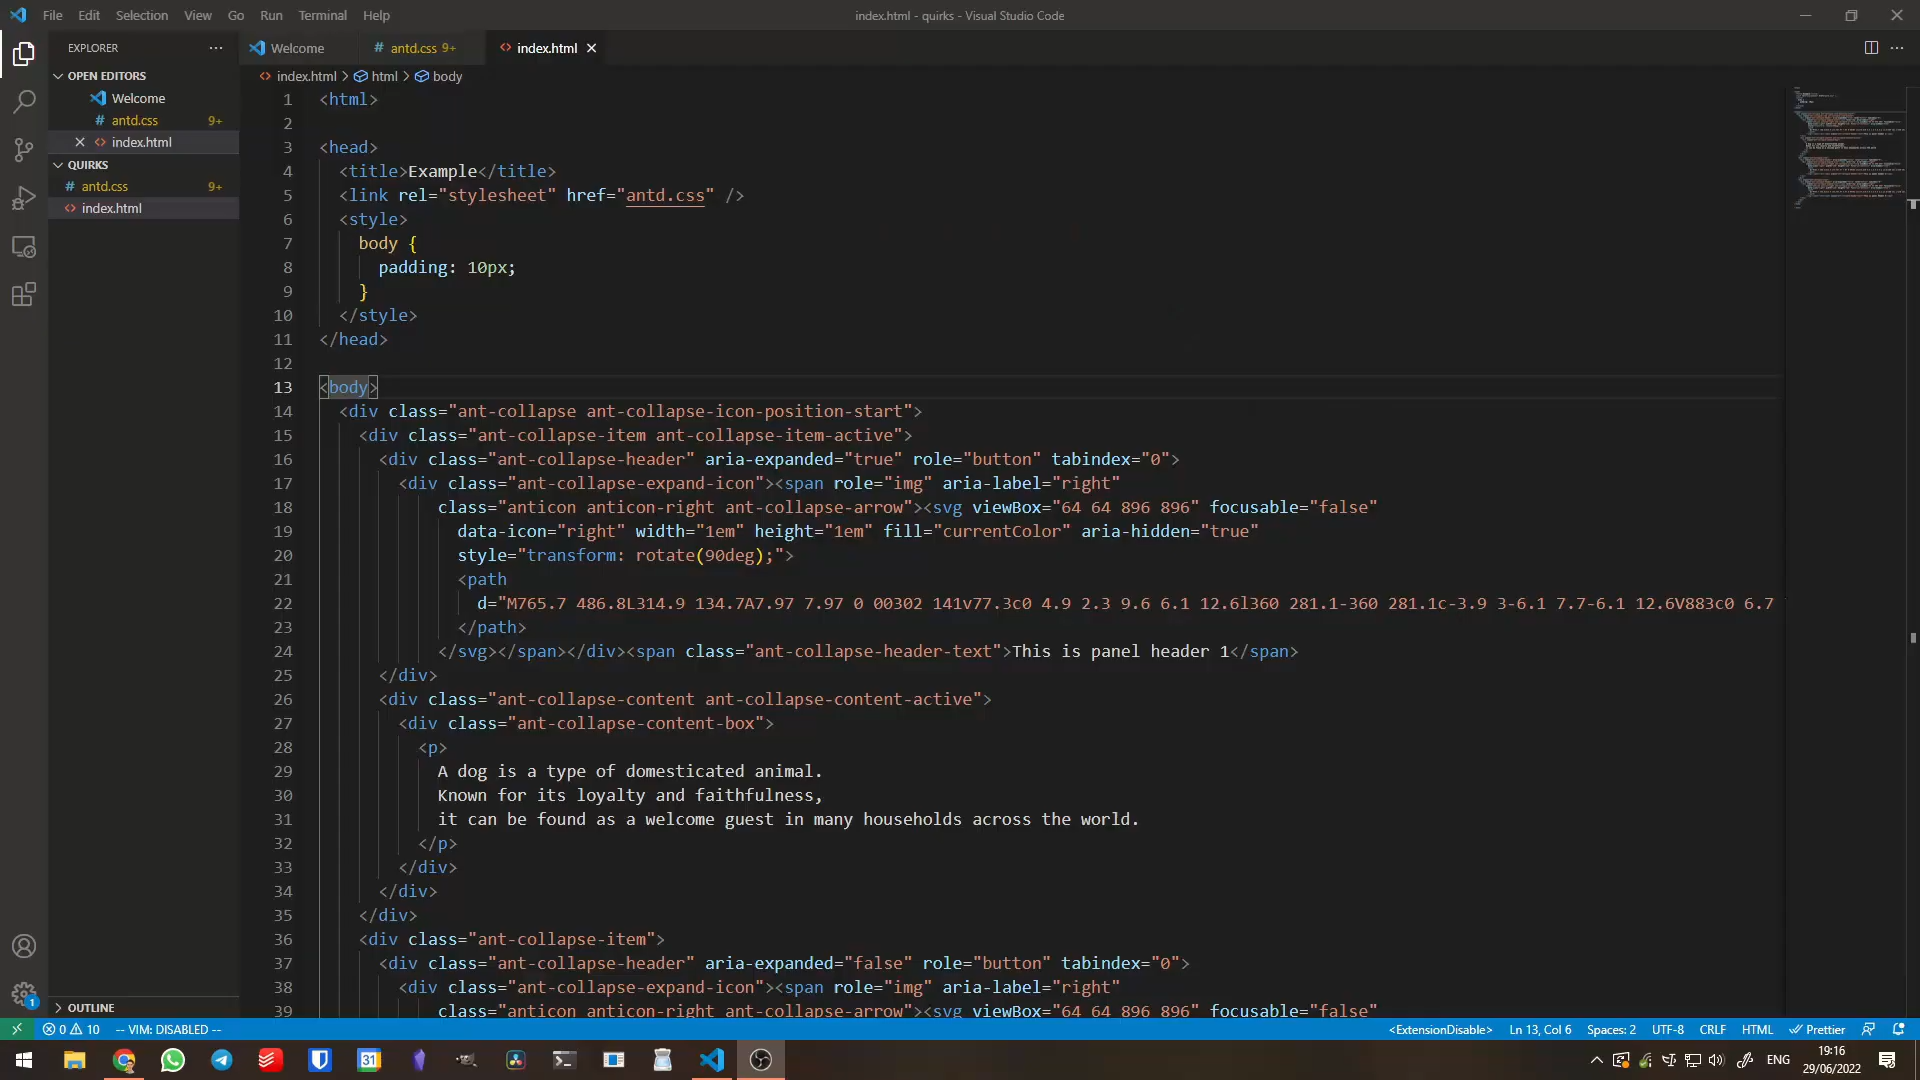 File Edit Selection View Go Run Terminal Help
index.html - quirks - Visual Studio Code
EXPLORER
OPEN EDITORS
Welcome
# antd.css 9+
index.html
QUIRKS
# antd.css 9+
<> index.html
OUTLINE
Welcome
# antd.css 9+
<> index.html
<> index.html > html > body
1 <html>
2
3 <head>
4 <title>Example</title>
5 <link rel="stylesheet" href="antd.css" />
6 <style>
7 body {
8 padding: 10px;
9 }
10 </style>
11 </head>
12
13 <body>
14 <div class="ant-collapse ant-collapse-icon-position-start">
15 <div class="ant-collapse-item ant-collapse-item-active">
16 <div class="ant-collapse-header" aria-expanded="true" role="button" tabindex="0">
17 <div class="ant-collapse-expand-icon"><span role="img" aria-label="right"
18 class="anticon anticon-right ant-collapse-arrow"><svg viewBox="64 64 896 896" focusable="false"
19 data-icon="right" width="1em" height="1em" fill="currentColor" aria-hidden="true"
20 style="transform: rotate(90deg);">
21 <path
22 d="M765.7 486.8L314.9 134.7A7.97 7.97 0 00302 141v77.3c0 4.9 2.3 9.6 6.1 12.6l360 281.1-360 281.1c-3.9 3-6.1 7.7-6.1 12.6V883c0 6.7
23 </path>
24 </svg></span></div><span class="ant-collapse-header-text">This is panel header 1</span>
25 </div>
26 <div class="ant-collapse-content ant-collapse-content-active">
27 <div class="ant-collapse-content-box">
28 <p>
29 A dog is a type of domesticated animal.
30 Known for its loyalty and faithfulness,
31 it can be found as a welcome guest in many households across the world.
32 </p>
33 </div>
34 </div>
35 </div>
36 <div class="ant-collapse-item">
37 <div class="ant-collapse-header" aria-expanded="false" role="button" tabindex="0">
38 <div class="ant-collapse-expand-icon"><span role="img" aria-label="right"
39 class="anticon anticon-right ant-collapse-arrow"><svg viewBox="64 64 896 896" focusable="false"
1
0 10 -- VIM: DISABLED --
<ExtensionDisable> Ln 13, Col 6 Spaces: 2 UTF-8 CRLF HTML Prettier
31
ENG
19:16
29/06/2022